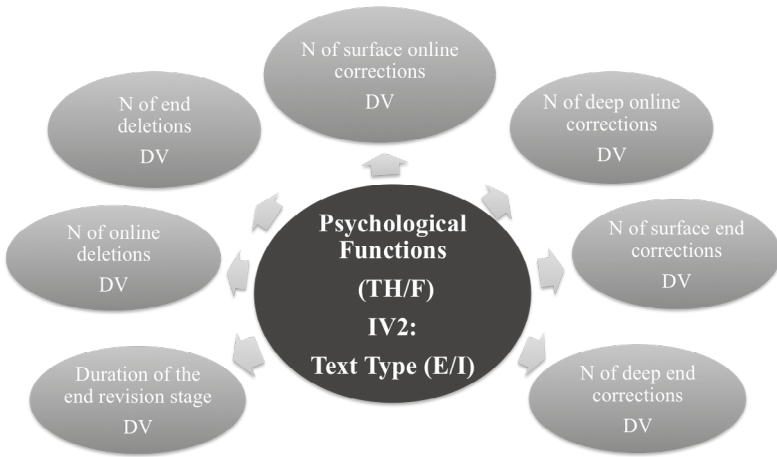 N of surface online
corrections
DV
N of end
deletions
DV
N of deep online
corrections
DV
N of online
deletions
DV
Psychological
Functions
(TH/F)
IV2:
Text Type (E/I)
N of surface end
corrections
DV
Duration of the
end revision stage
DV
N of deep end
corrections
DV